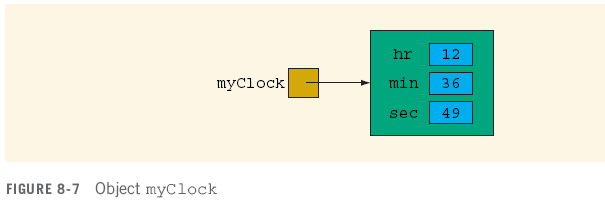 hr 12
myClock min 36
sec 49
FIGURE 8-7 Object myClock